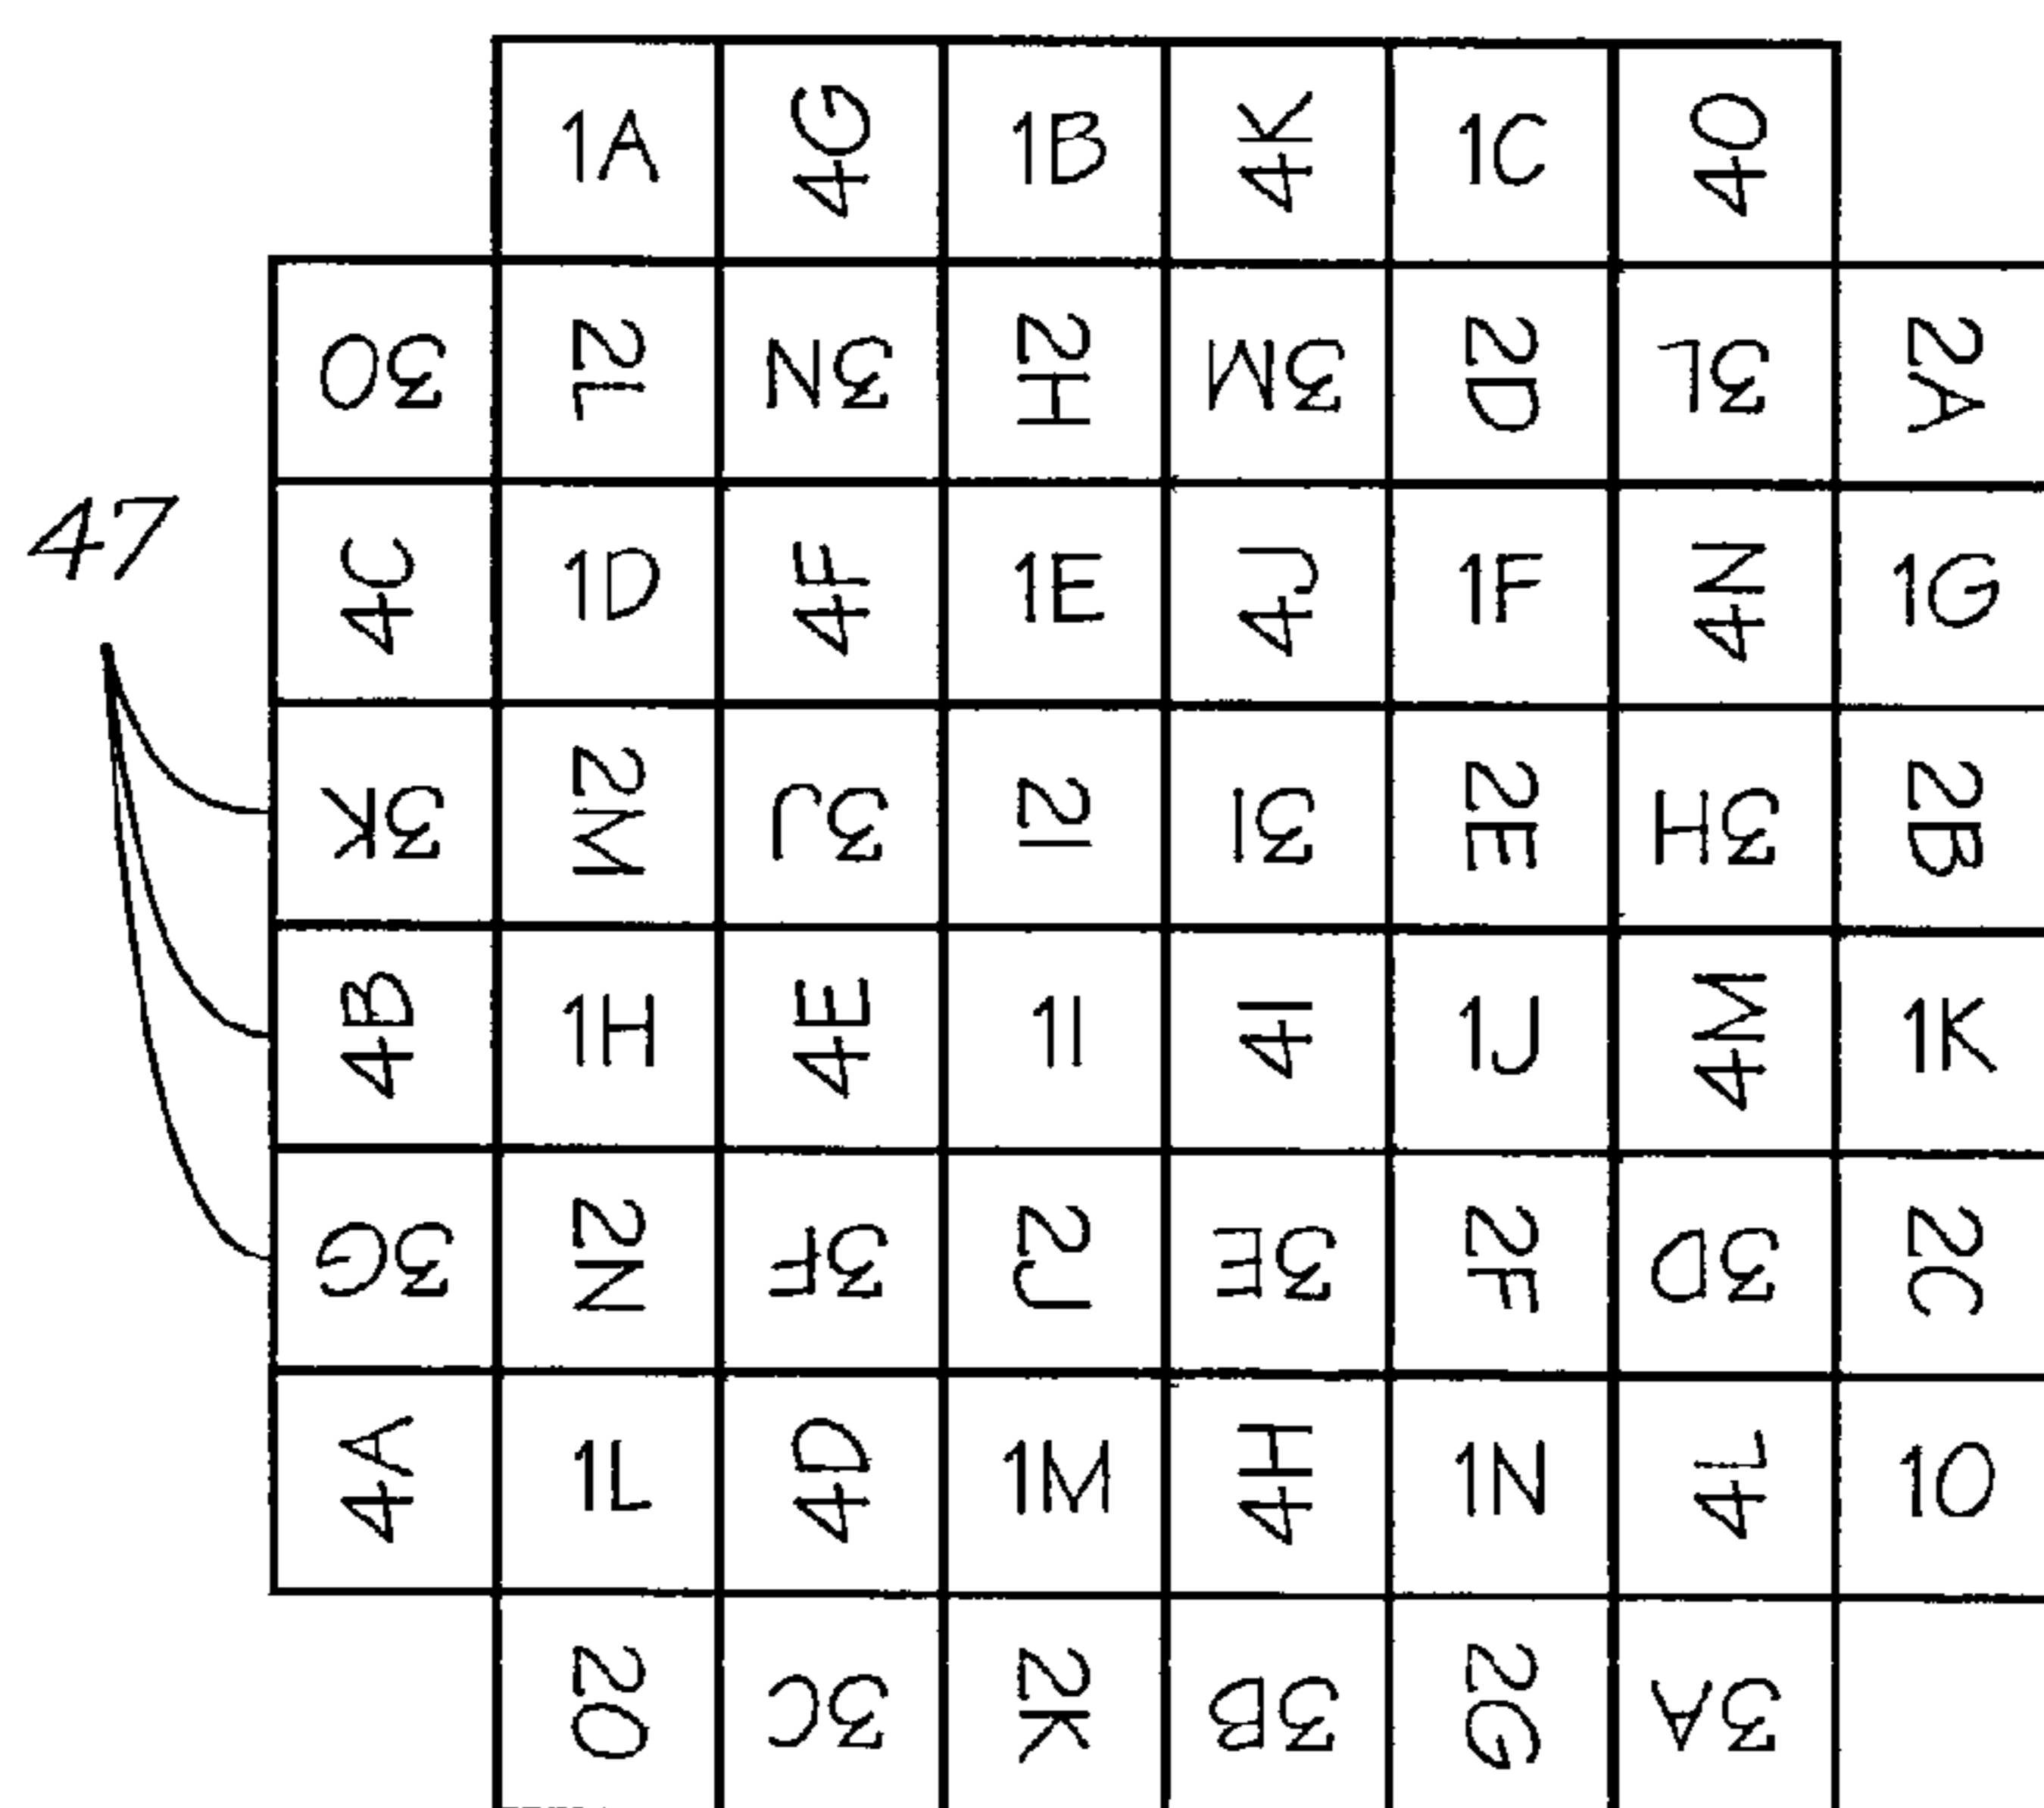 1A 4G 1B 4K 1C 4O
3O 2L 3N 2H 3M 2D 3L 2A
47
4C 1D 4F 1E 4J 1F 4N 1G
3K 2M 3J 2I 3I 2E 3H 2B
4B 1H 4E 1I 4I 1J 4M 1K
3G 2N 3F 2J 3E 2F 3D 2C
4A 1L 4D 1M 4H 1N 4L 1O
2O 3C 2K 3B 2G 3A